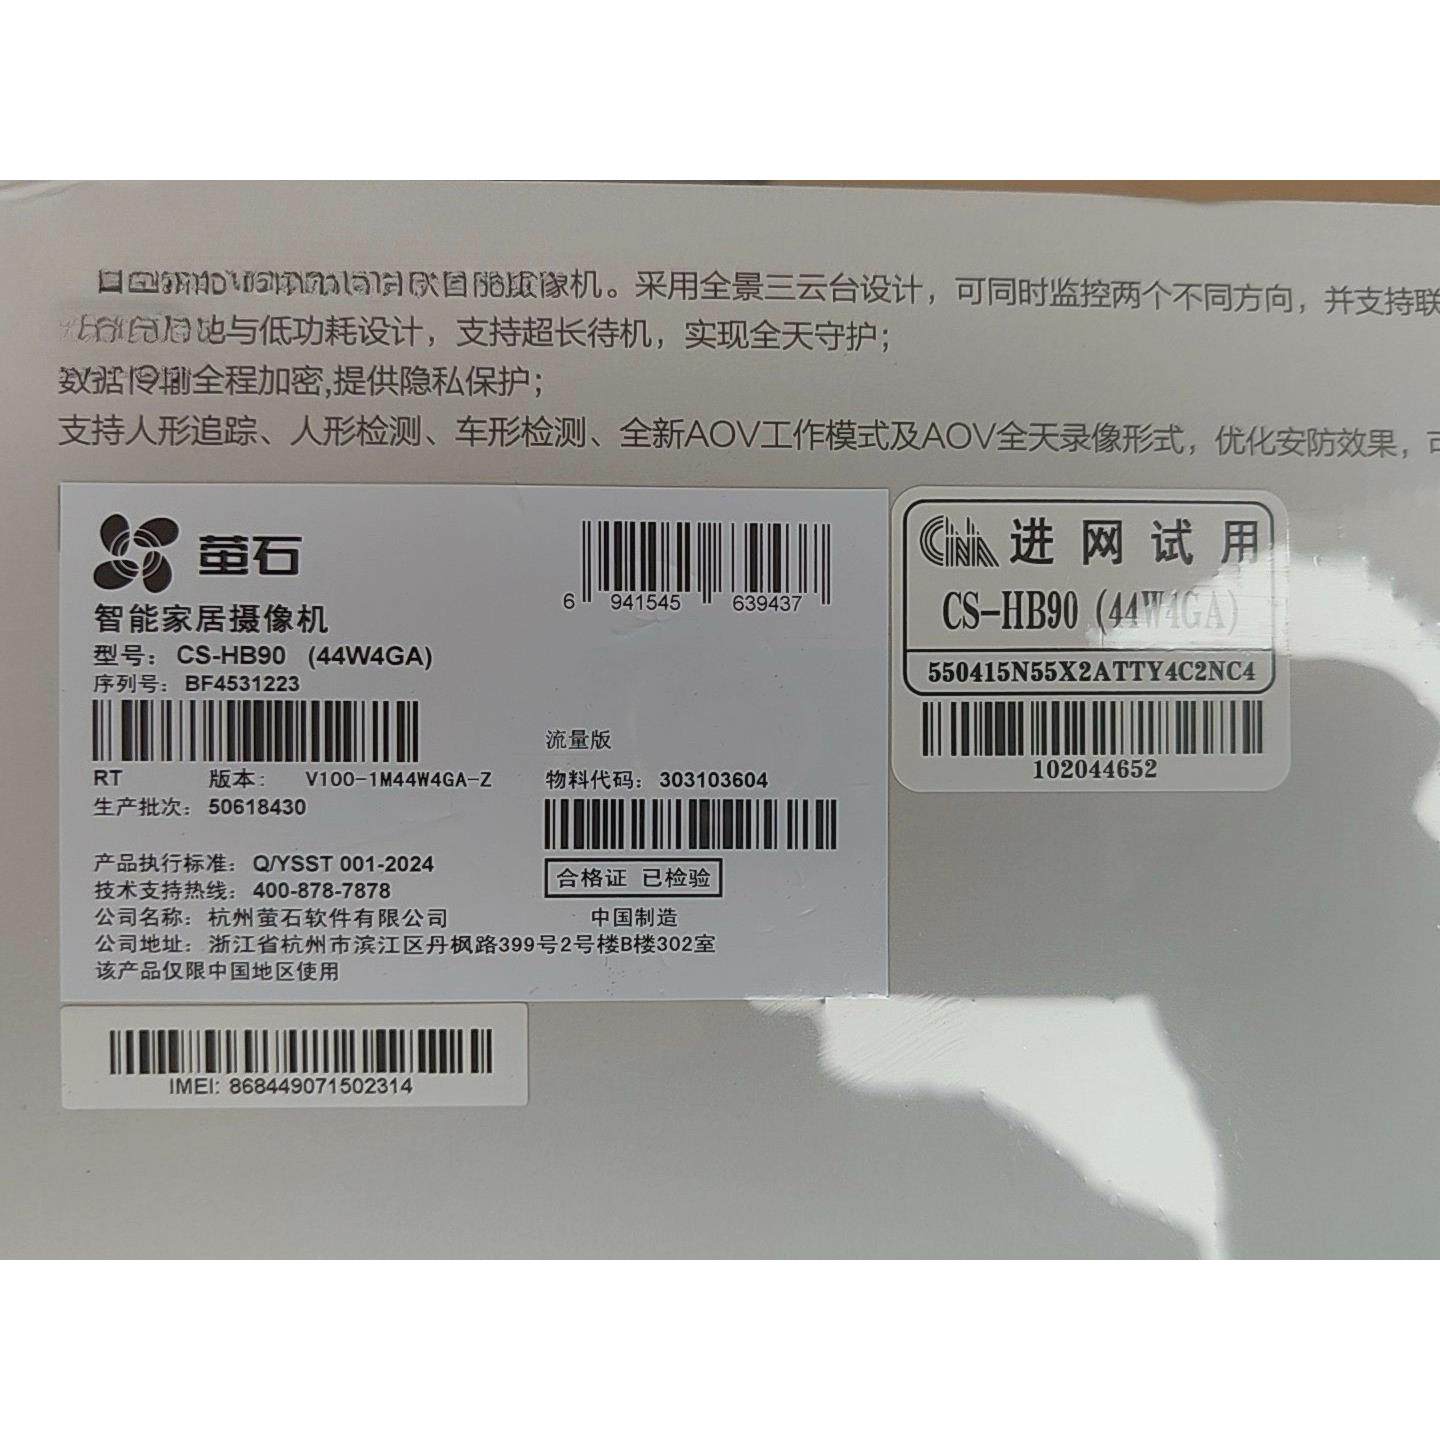 摄像机。采用全景三云台设计，可同时监控两个不同方向，并支持联
池与低功耗设计，支持超长待机，实现全天守护；
数据传输全程加密,提供隐私保护；
支持人形追踪、人形检测、车形检测、全新AOV工作模式及AOV全天录像形式，优化安防效果，
萤石
6 941545 639437
智能家居摄像机
型号： CS-HB90 (44W4GA)
序列号： BF4531223
流量版
RT 版本： V100-1M44W4GA-Z
物料代码： 303103604
生产批次： 50618430
产品执行标准： Q/YSST 001-2024
合格证 已检验
技术支持热线： 400-878-7878
公司名称： 杭州萤石软件有限公司
中国制造
公司地址： 浙江省杭州市滨江区丹枫路399号2号楼B楼302室
该产品仅限中国地区使用
IMEI: 868449071502314
CNA 进网试用
CS-HB90 (44W4GA)
550415N55X2ATTY4C2NC4
102044652